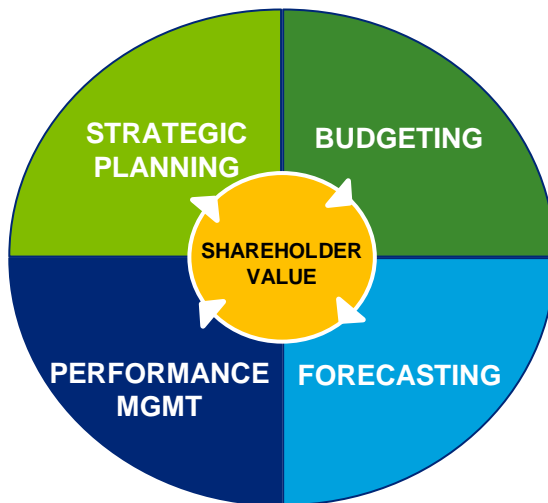 STRATEGIC
PLANNING
BUDGETING
SHAREHOLDER
VALUE
PERFORMANCE
MGMT
FORECASTING